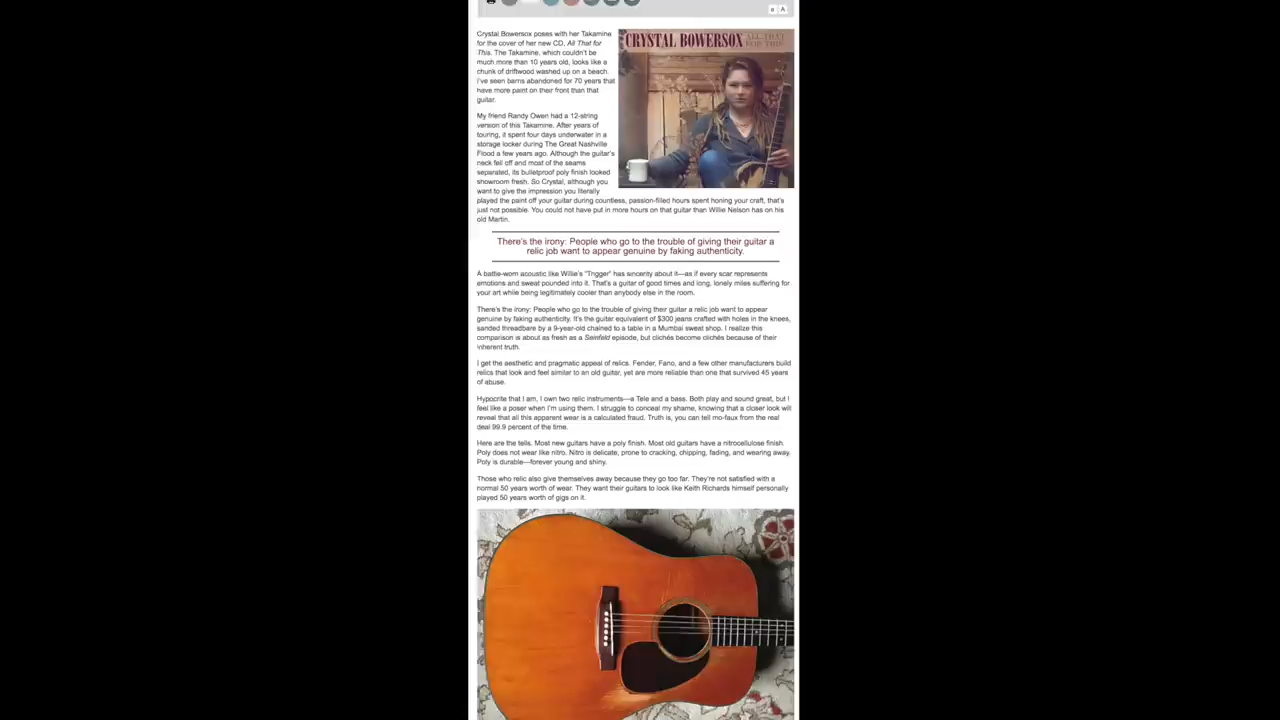 a A
Crystal Bowersox poses with her Takamine
for the cover of her new CD, All That for
This. The Takamine, which couldn't be
much more than 10 years old, looks like a
chunk of driftwood washed up on a beach.
I've seen barns abandoned for 70 years that
have more paint on their front than that
guitar.
CRYSTAL BOWERSOX ALL THAT FOR THIS
My friend Randy Owen had a 12-string
version of this Takamine. After years of
touring, it spent four days underwater in a
storage locker during The Great Nashville
Flood a few years ago. Although the guitar's
neck fell off and most of the seams
separated, its bulletproof poly finish looked
showroom fresh. So Crystal, although you
want to give the impression you literally
played the paint off your guitar during countless, passion-filled hours spent honing your craft, that's
just not possible. You could not have put in more hours on that guitar than Willie Nelson has on his
old Martin.
There's the irony: People who go to the trouble of giving their guitar a
relic job want to appear genuine by faking authenticity.
A battle-worn acoustic like Willie's "Trigger" has sincerity about it—as if every scar represents
emotions and sweat pounded into it. That's a guitar of good times and long, lonely miles suffering for
your art while being legitimately cooler than anybody else in the room.
There's the irony: People who go to the trouble of giving their guitar a relic job want to appear
genuine by faking authenticity. It's the guitar equivalent of $300 jeans crafted with holes in the knees,
sanded threadbare by a 9-year-old chained to a table in a Mumbai sweat shop. I realize this
comparison is about as fresh as a Seinfeld episode, but clichés become clichés because of their
inherent truth.
I get the aesthetic and pragmatic appeal of relics. Fender, Fano, and a few other manufacturers build
relics that look and feel similar to an old guitar, yet are more reliable than one that survived 45 years
of abuse.
Hypocrite that I am, I own two relic instruments—a Tele and a bass. Both play and sound great, but I
feel like a poser when I'm using them. I struggle to conceal my shame, knowing that a closer look will
reveal that all this apparent wear is a calculated fraud. Truth is, you can tell mo-faux from the real
deal 99.9 percent of the time.
Here are the tells. Most new guitars have a poly finish. Most old guitars have a nitrocellulose finish.
Poly does not wear like nitro. Nitro is delicate, prone to cracking, chipping, fading, and wearing away.
Poly is durable—forever young and shiny.
Those who relic also give themselves away because they go too far. They're not satisfied with a
normal 50 years worth of wear. They want their guitars to look like Keith Richards himself personally
played 50 years worth of gigs on it.